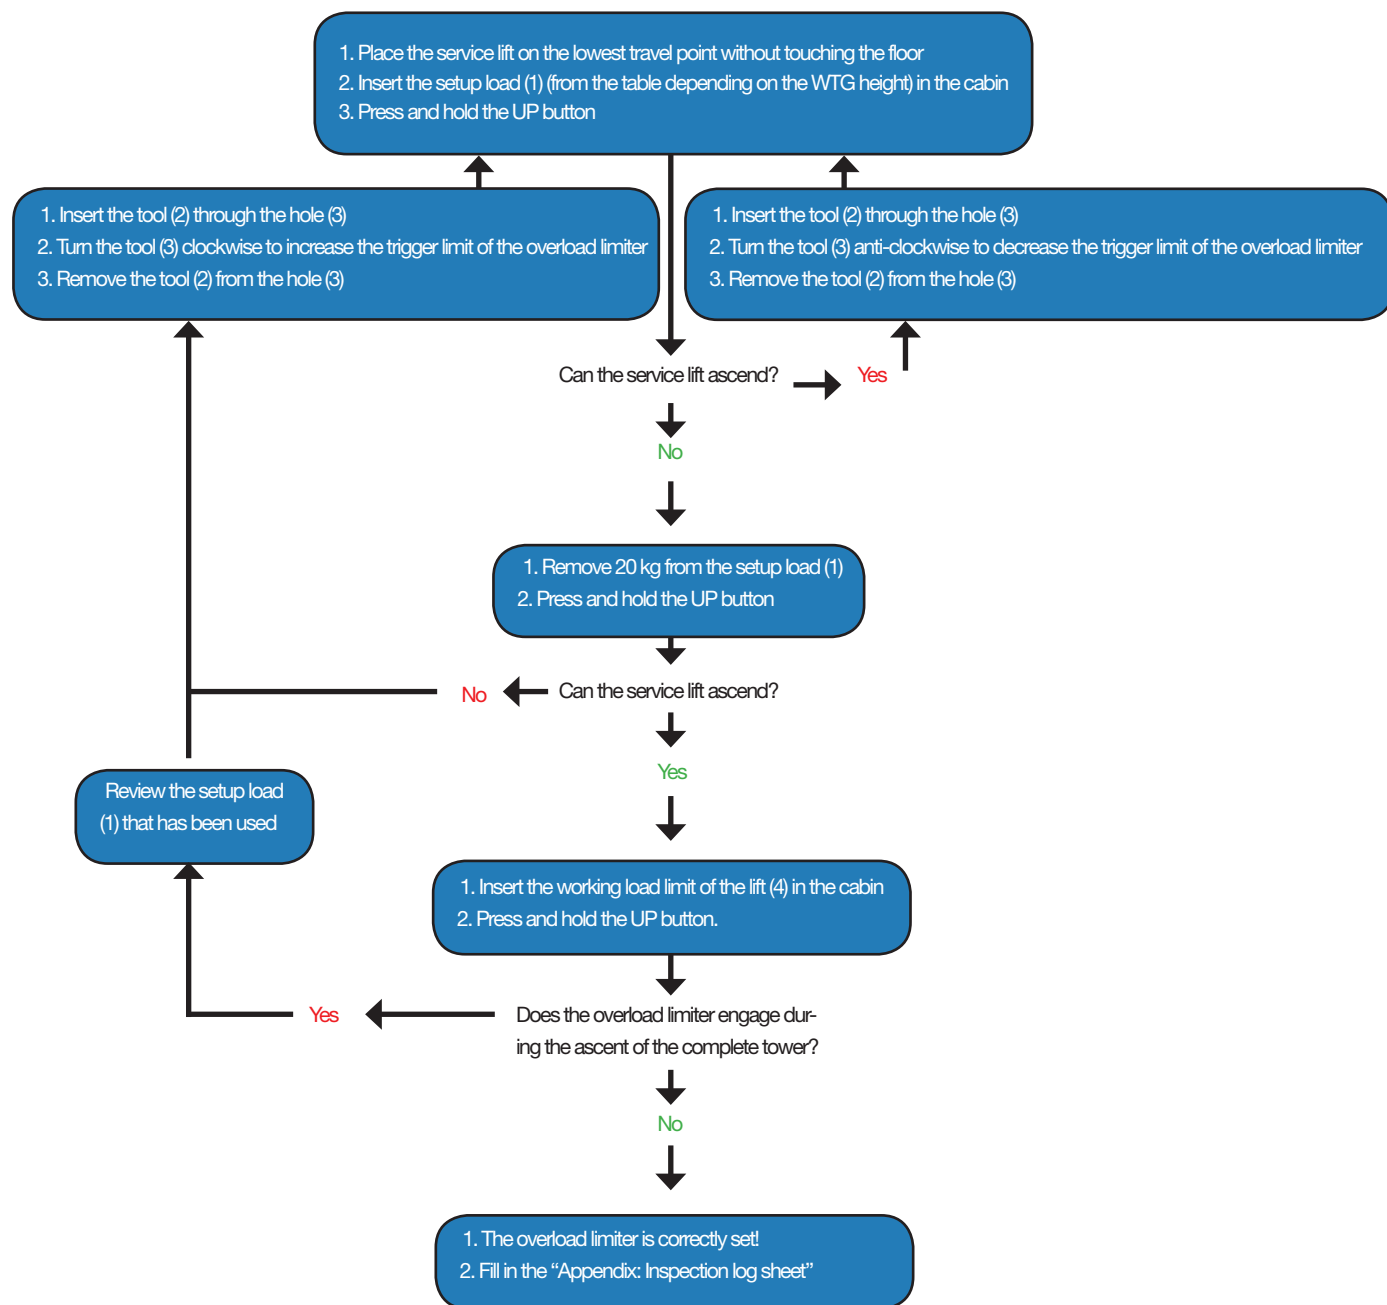 1. Place the service lift on the lowest travel point without touching the floor
2. Insert the setup load (1) (from the table depending on the WTG height) in the cabin
3. Press and hold the UP button
1. Insert the tool (2) through the hole (3)
2. Turn the tool (3) clockwise to increase the trigger limit of the overload limiter
3. Remove the tool (2) from the hole (3)
1. Insert the tool (2) through the hole (3)
2. Turn the tool (3) anti-clockwise to decrease the trigger limit of the overload limiter
3. Remove the tool (2) from the hole (3)
Can the service lift ascend?
Yes
No
1. Remove 20 kg from the setup load (1)
2. Press and hold the UP button
Can the service lift ascend?
No
Yes
Review the setup load
(1) that has been used
1. Insert the working load limit of the lift (4) in the cabin
2. Press and hold the UP button.
Does the overload limiter engage dur-
ing the ascent of the complete tower?
Yes
No
1. The overload limiter is correctly set!
2. Fill in the “Appendix: Inspection log sheet”